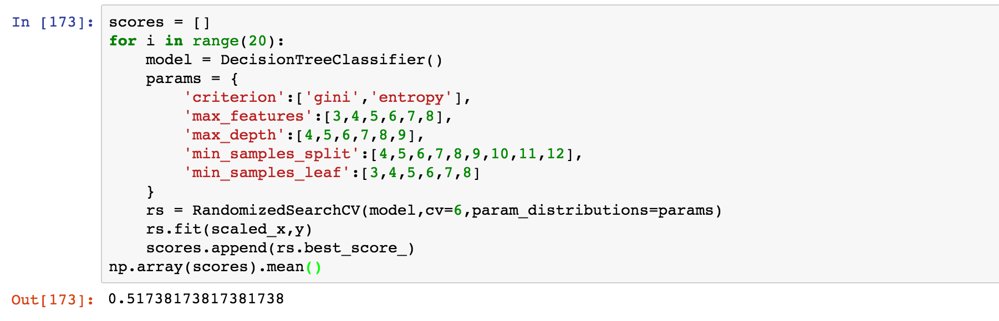 In [173]: scores = []
for i in range(20):
    model = DecisionTreeClassifier()
    params = {
        'criterion':['gini','entropy'],
        'max_features':[3,4,5,6,7,8],
        'max_depth':[4,5,6,7,8,9],
        'min_samples_split':[4,5,6,7,8,9,10,11,12],
        'min_samples_leaf':[3,4,5,6,7,8]
    }
    rs = RandomizedSearchCV(model,cv=6,param_distributions=params)
    rs.fit(scaled_x,y)
    scores.append(rs.best_score_)
np.array(scores).mean()
Out[173]: 0.51738173817381738